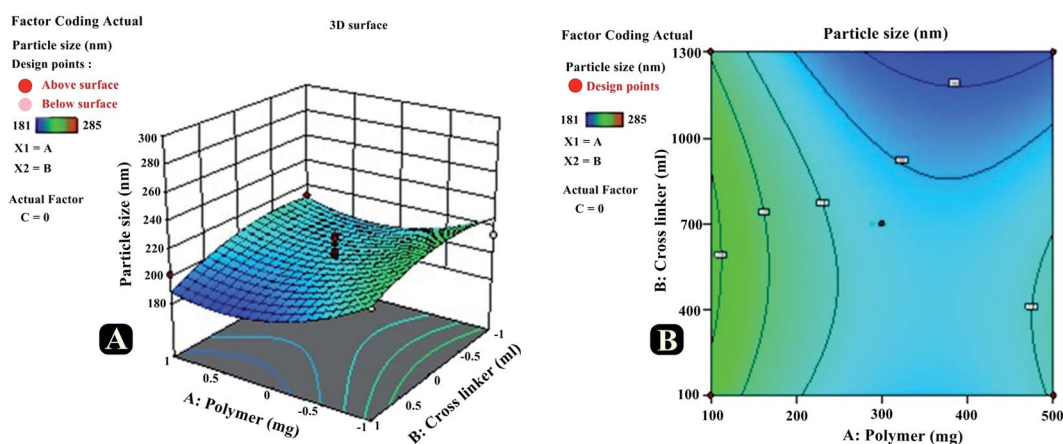 Factor Coding Actual
Particle size (nm)
Design points :
Above surface
Below surface
181 285
X1 = A
X2 = B
Actual Factor
C = 0
3D surface
Particle size (nm)
300
280
260
240
220
200
180
1
0.5
0
-0.5
-1
A: Polymer (mg)
1
0.5
0
-0.5
-1
B: Cross linker (ml)
A
Factor Coding Actual
Particle size (nm)
Design points
181 285
X1 = A
X2 = B
Actual Factor
C = 0
Particle size (nm)
B: Cross linker (ml)
1300
1000
700
400
100
100 200 300 400 500
A: Polymer (mg)
B